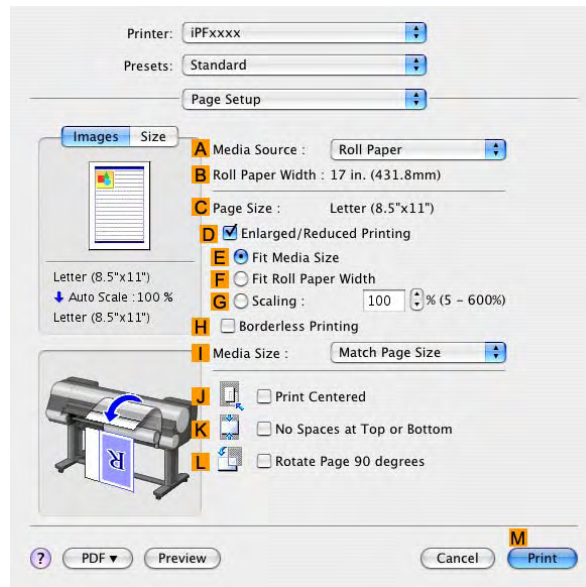 Printer: iPFxxxx
Presets: Standard
Page Setup
Images Size
A Media Source : Roll Paper
B Roll Paper Width : 17 in. (431.8mm)
C Page Size : Letter (8.5"x11")
D Enlarged/Reduced Printing
E Fit Media Size
F Fit Roll Paper Width
G Scaling : 100 % (5 - 600%)
H Borderless Printing
Letter (8.5"x11")
Auto Scale :100 %
Letter (8.5"x11")
I Media Size : Match Page Size
J Print Centered
K No Spaces at Top or Bottom
L Rotate Page 90 degrees
R
M
? PDF▼ Preview Cancel Print